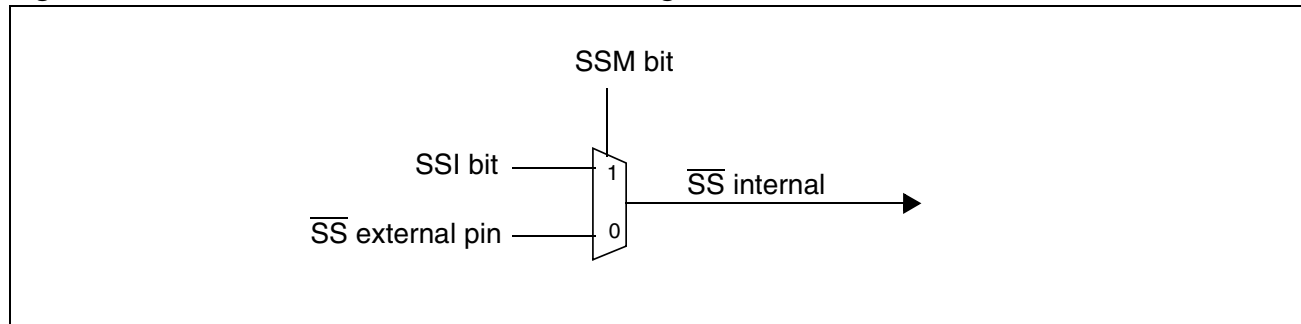 SSM bit
SSI bit
1
SS internal
SS external pin
0